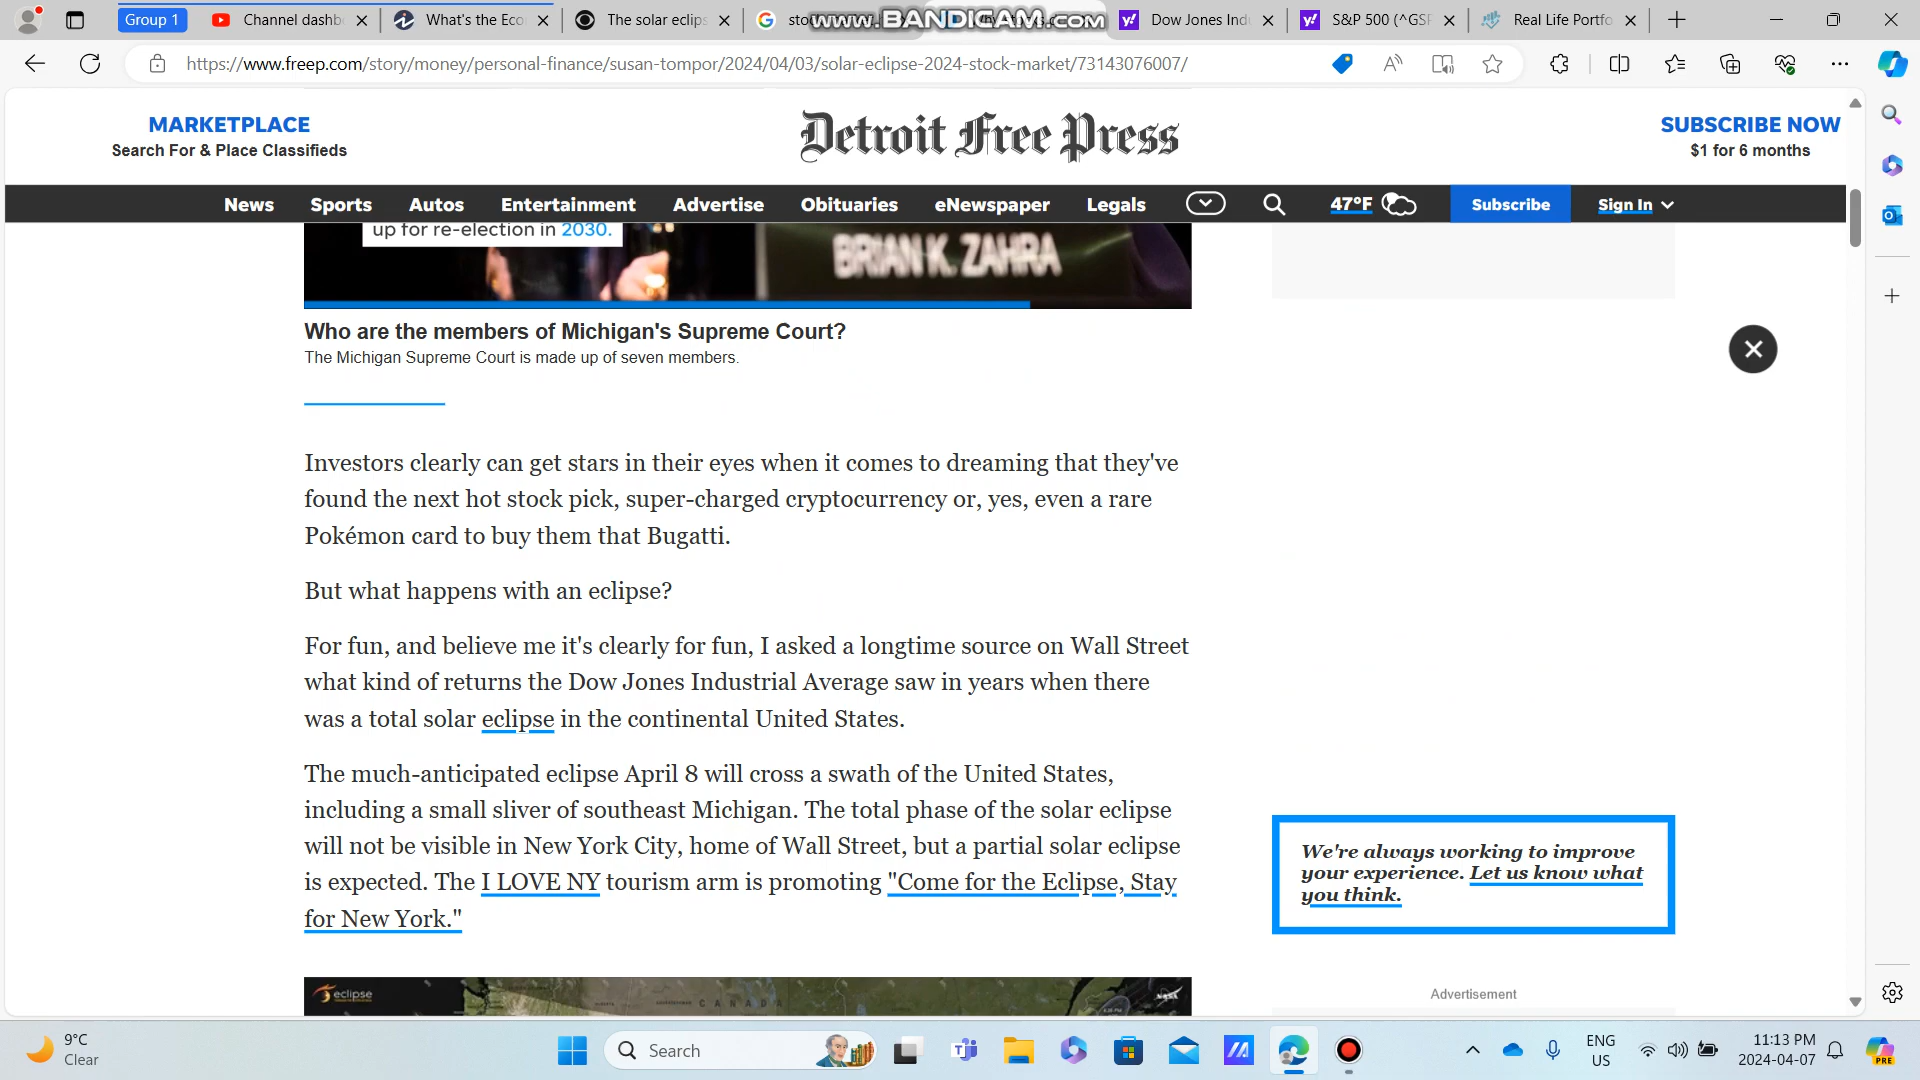 Group 1
Channel dashb
What's the Eco
The solar eclips
Dow Jones Indu
S&P 500 (^GSP
Real Life Portfo
www.BANDICAM.com
https://www.freep.com/story/money/personal-finance/susan-tompor/2024/04/03/solar-eclipse-2024-stock-market/73143076007/
MARKETPLACE
Search For & Place Classifieds
Detroit Free Press
SUBSCRIBE NOW
$1 for 6 months
News Sports Autos Entertainment Advertise Obituaries eNewspaper Legals 47°F Subscribe Sign In
up for re-election in 2030.
BRIAN K. ZAHRA
Who are the members of Michigan's Supreme Court?
The Michigan Supreme Court is made up of seven members.
Investors clearly can get stars in their eyes when it comes to dreaming that they've
found the next hot stock pick, super-charged cryptocurrency or, yes, even a rare
Pokémon card to buy them that Bugatti.
But what happens with an eclipse?
For fun, and believe me it's clearly for fun, I asked a longtime source on Wall Street
what kind of returns the Dow Jones Industrial Average saw in years when there
was a total solar eclipse in the continental United States.
The much-anticipated eclipse April 8 will cross a swath of the United States,
including a small sliver of southeast Michigan. The total phase of the solar eclipse
will not be visible in New York City, home of Wall Street, but a partial solar eclipse
is expected. The I LOVE NY tourism arm is promoting "Come for the Eclipse, Stay
for New York."
We're always working to improve
your experience. Let us know what
you think.
Advertisement
eclipse
CANADA
NASA
9°C
Clear
Search
ENG
US
11:13 PM
2024-04-07
PRE